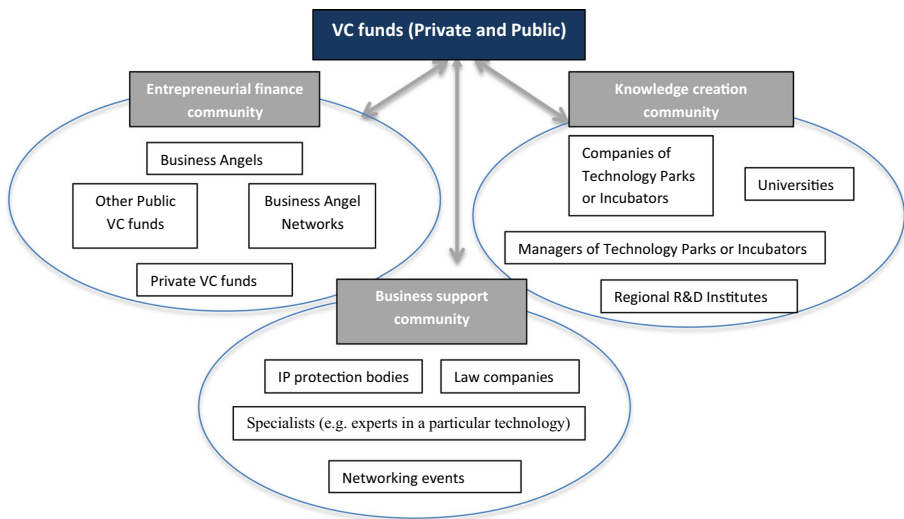 VC funds (Private and Public)
Entrepreneurial finance
community
Business Angels
Other Public
VC funds
Business Angel
Networks
Private VC funds
Knowledge creation
community
Companies of
Technology Parks
or Incubators
Universities
Managers of Technology Parks or Incubators
Regional R&D Institutes
Business support
community
IP protection bodies
Law companies
Specialists (e.g. experts in a particular technology)
Networking events